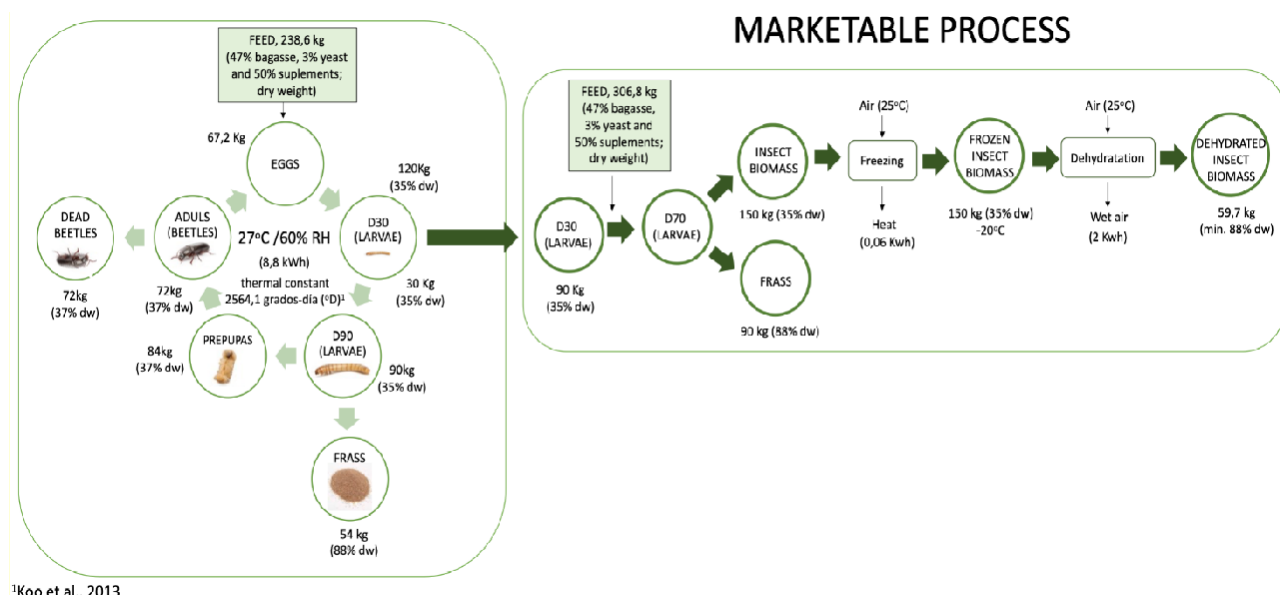 MARKETABLE PROCESS
FEED, 238,6 kg
(47% bagasse, 3% yeast
and 50% suplements;
dry weight)
67,2 Kg
EGGS
120Kg
(35% dw)
DEAD
BEETLES
72kg
(37% dw)
ADULS
(BEETLES)
72kg
(37% dw)
27ºC /60% RH
(8,8 kWh)
thermal constant
2564,1 grados-día (ºD)¹
D30
(LARVAE)
30 Kg
(35% dw)
PREPUPAS
84kg
(37% dw)
D90
(LARVAE)
90kg
(35% dw)
FRASS
54 kg
(88% dw)
FEED, 306,8 kg
(47% bagasse,
3% yeast and
50% suplements;
dry weight)
D30
(LARVAE)
90 Kg
(35% dw)
D70
(LARVAE)
INSECT
BIOMASS
150 kg (35% dw)
FRASS
90 kg (88% dw)
Air (25ºC)
Freezing
Heat
(0,06 Kwh)
FROZEN
INSECT
BIOMASS
150 kg (35% dw)
-20ºC
Air (25ºC)
Dehydratation
Wet air
(2 Kwh)
DEHYDRATED
INSECT
BIOMASS
59,7 kg
(min. 88% dw)
¹Koo et al., 2013